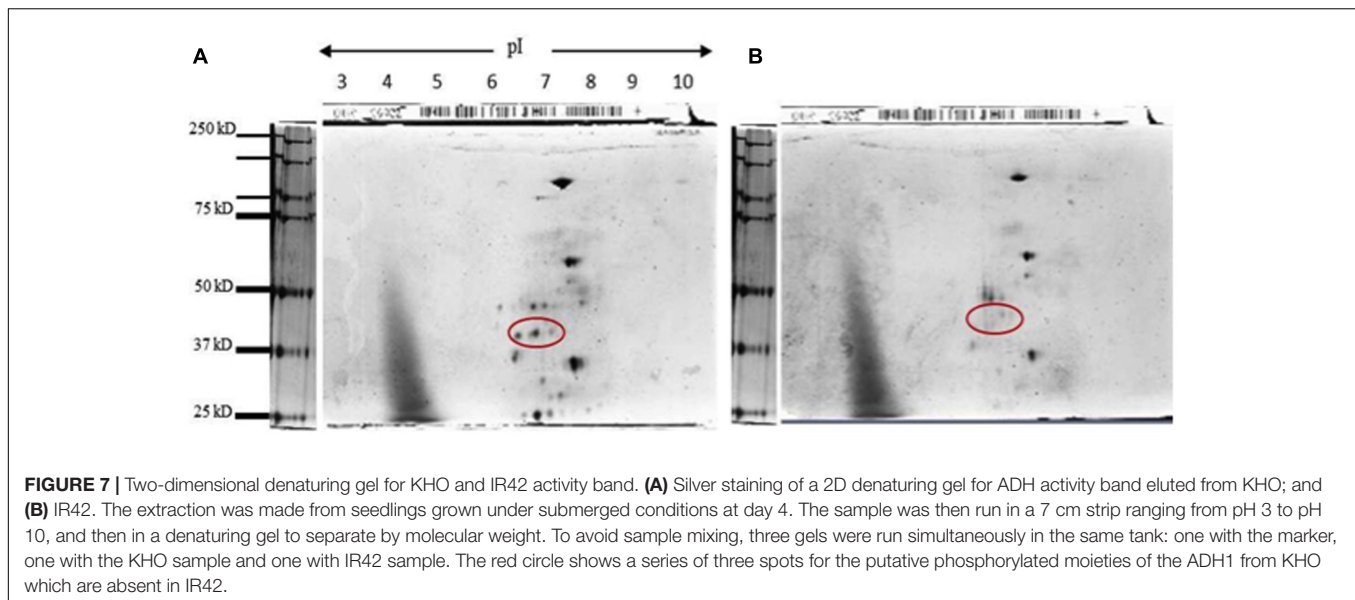 A
pI
B
3 4 5 6 7 8 9 10
250 kD
75 kD
50 kD
37 kD
25 kD
FIGURE 7 | Two-dimensional denaturing gel for KHO and IR42 activity band. (A) Silver staining of a 2D denaturing gel for ADH activity band eluted from KHO; and
(B) IR42. The extraction was made from seedlings grown under submerged conditions at day 4. The sample was then run in a 7 cm strip ranging from pH 3 to pH
10, and then in a denaturing gel to separate by molecular weight. To avoid sample mixing, three gels were run simultaneously in the same tank: one with the marker,
one with the KHO sample and one with IR42 sample. The red circle shows a series of three spots for the putative phosphorylated moieties of the ADH1 from KHO
which are absent in IR42.